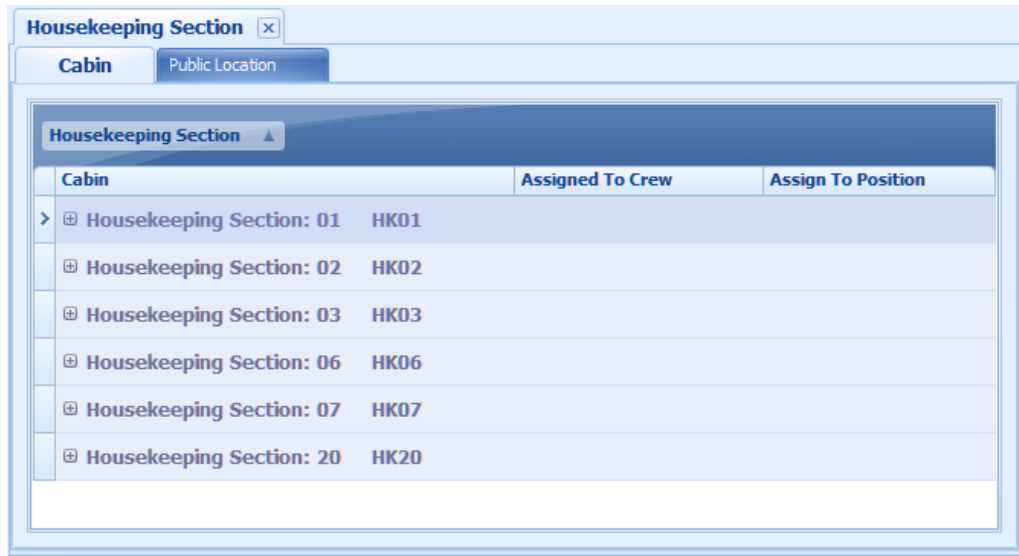 Housekeeping Section
Cabin Public Location
Housekeeping Section
Cabin Assigned To Crew Assign To Position
Housekeeping Section: 01 HK01
Housekeeping Section: 02 HK02
Housekeeping Section: 03 HK03
Housekeeping Section: 06 HK06
Housekeeping Section: 07 HK07
Housekeeping Section: 20 HK20